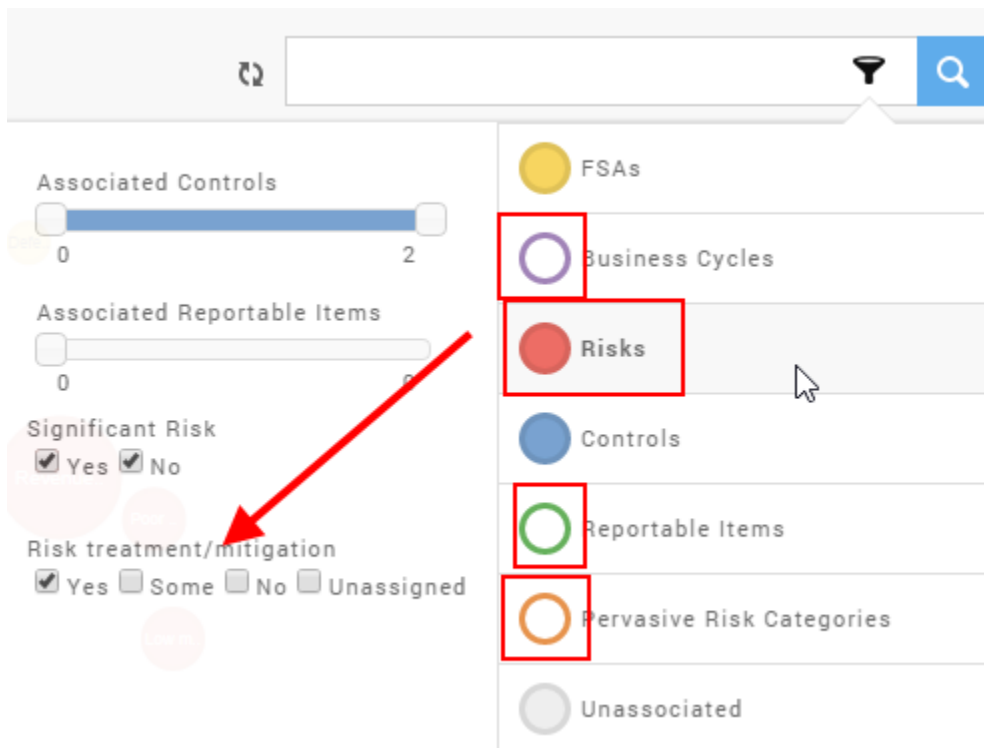 Associated Controls
0 2
Associated Reportable Items
0
Significant Risk
Yes No
Risk treatment/mitigation
Yes Some No Unassigned
Low m...
FSAs
Business Cycles
Risks
Controls
Reportable Items
Pervasive Risk Categories
Unassociated